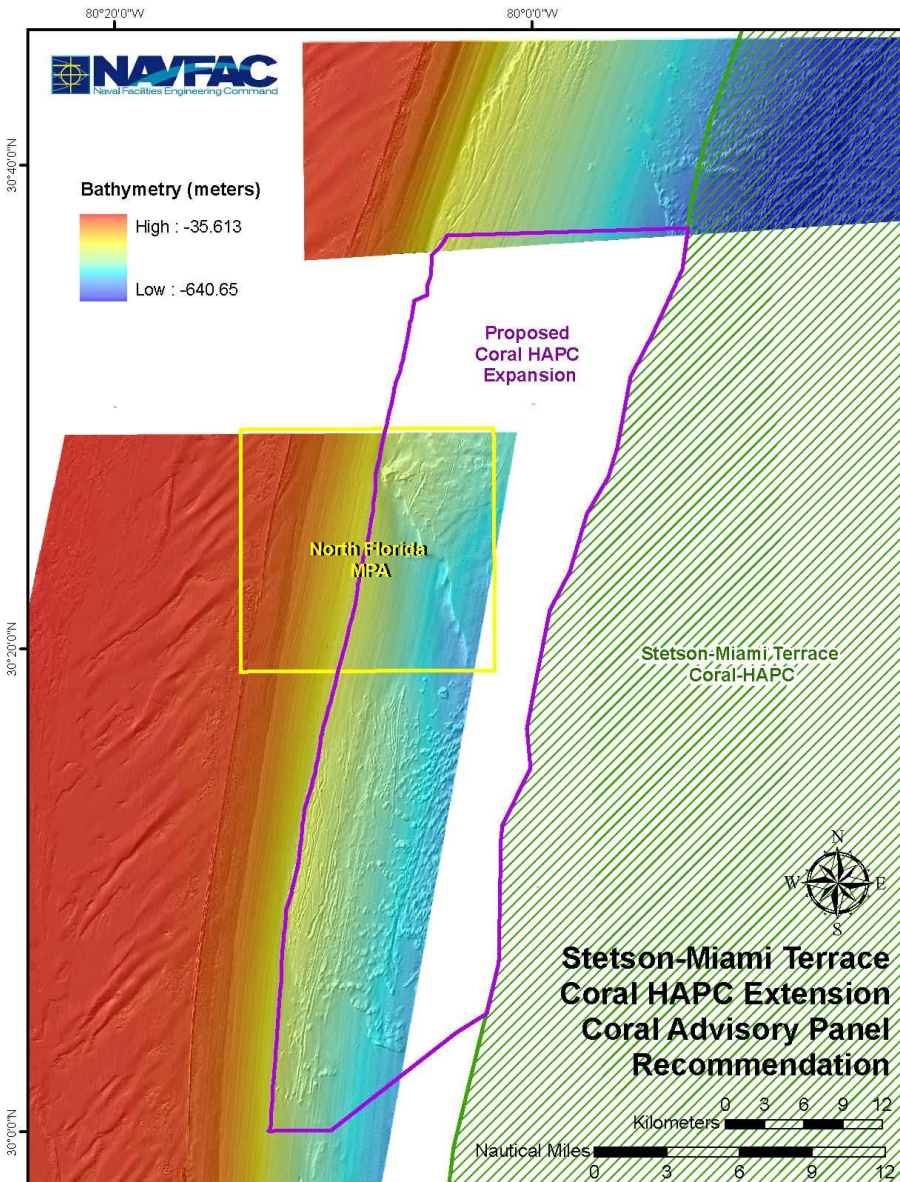 80°20'0"W
80°0'0"W
NAVFAC
Naval Facilities Engineering Command
30°40'0"N
Bathymetry (meters)
High : -35.613
Low : -640.65
Proposed
Coral HAPC
Expansion
North Florida
MPA
30°20'0"N
Stetson-Miami Terrace
Coral-HAPC
N
W
E
S
Stetson-Miami Terrace
Coral HAPC Extension
Coral Advisory Panel
Recommendation
30°0'0"N
0 3 6 9 12
Kilometers
Nautical Miles
0 3 6 9 12